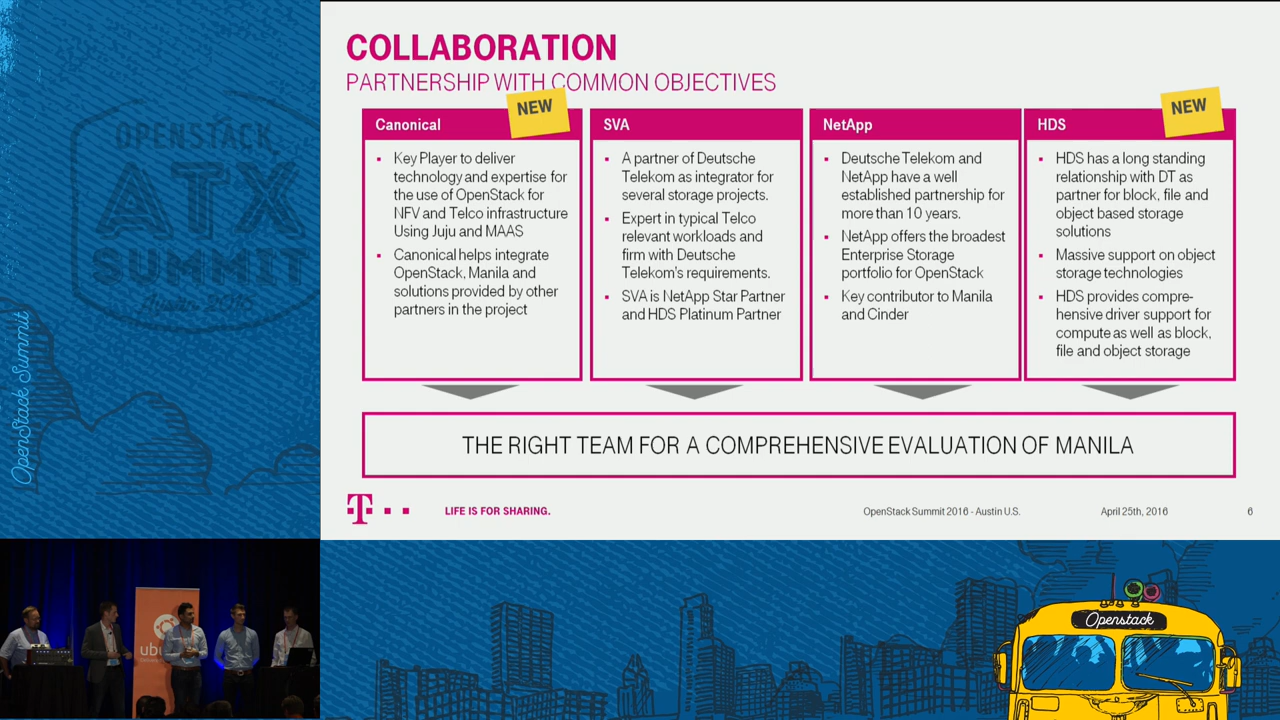 COLLABORATION
PARTNERSHIP WITH COMMON OBJECTIVES
Canonical
NEW
▪ Key Player to deliver
technology and expertise for
the use of OpenStack for
NFV and Telco infrastructure
Using Juju and MAAS
▪ Canonical helps integrate
OpenStack, Manila and
solutions provided by other
partners in the project
SVA
▪ A partner of Deutsche
Telekom as integrator for
several storage projects.
▪ Expert in typical Telco
relevant workloads and
firm with Deutsche
Telekom's requirements.
▪ SVA is NetApp Star Partner
and HDS Platinum Partner
NetApp
▪ Deutsche Telekom and
NetApp have a well
established partnership for
more than 10 years.
▪ NetApp offers the broadest
Enterprise Storage
portfolio for OpenStack
▪ Key contributor to Manila
and Cinder
HDS
NEW
▪ HDS has a long standing
relationship with DT as
partner for block, file and
object based storage
solutions
▪ Massive support on object
storage technologies
▪ HDS provides compre-
hensive driver support for
compute as well as block,
file and object storage
THE RIGHT TEAM FOR A COMPREHENSIVE EVALUATION OF MANILA
T
LIFE IS FOR SHARING.
OpenStack Summit 2016 - Austin U.S.
April 25th, 2016
6
OPENSTACK
ATX
SUMMIT
Austin 2016
OpenStack Summit
ubu
Openstack